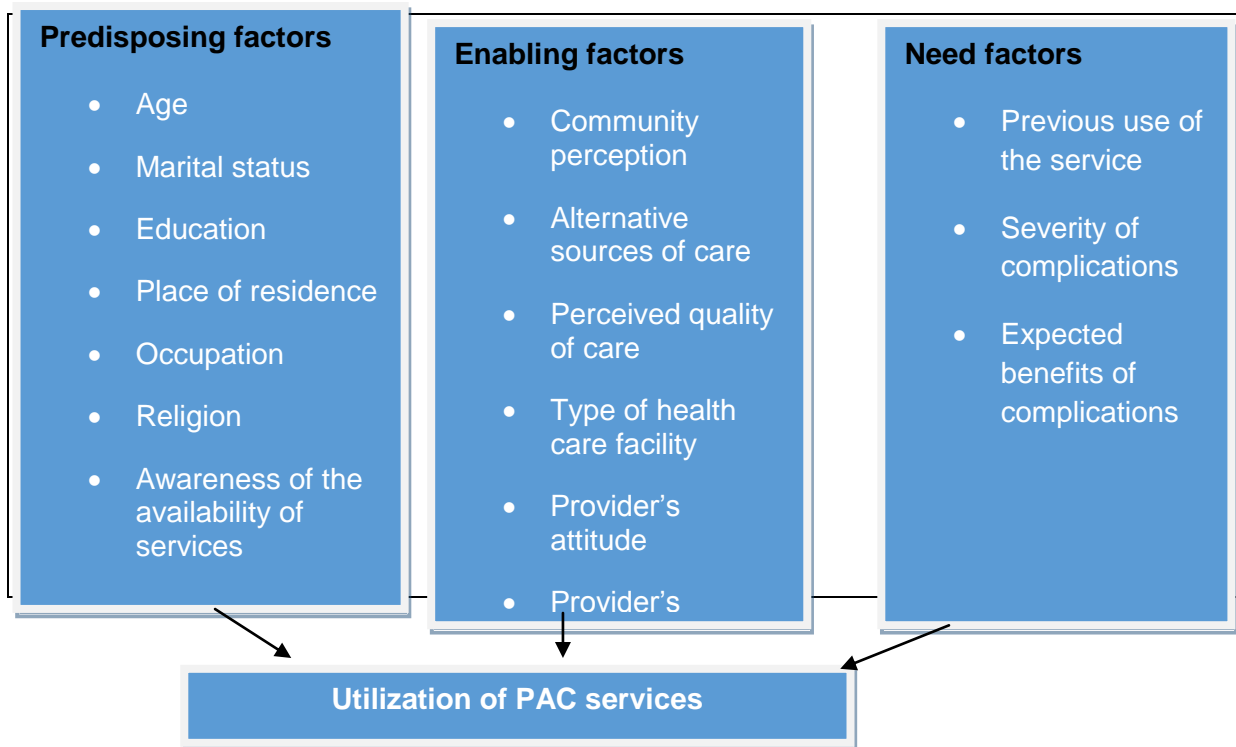 Predisposing factors
• Age
• Marital status
• Education
• Place of residence
• Occupation
• Religion
• Awareness of the
availability of
services
Enabling factors
• Community
perception
• Alternative
sources of care
• Perceived quality
of care
• Type of health
care facility
• Provider’s
attitude
• Provider’s
Need factors
• Previous use of
the service
• Severity of
complications
• Expected
benefits of
complications
Utilization of PAC services